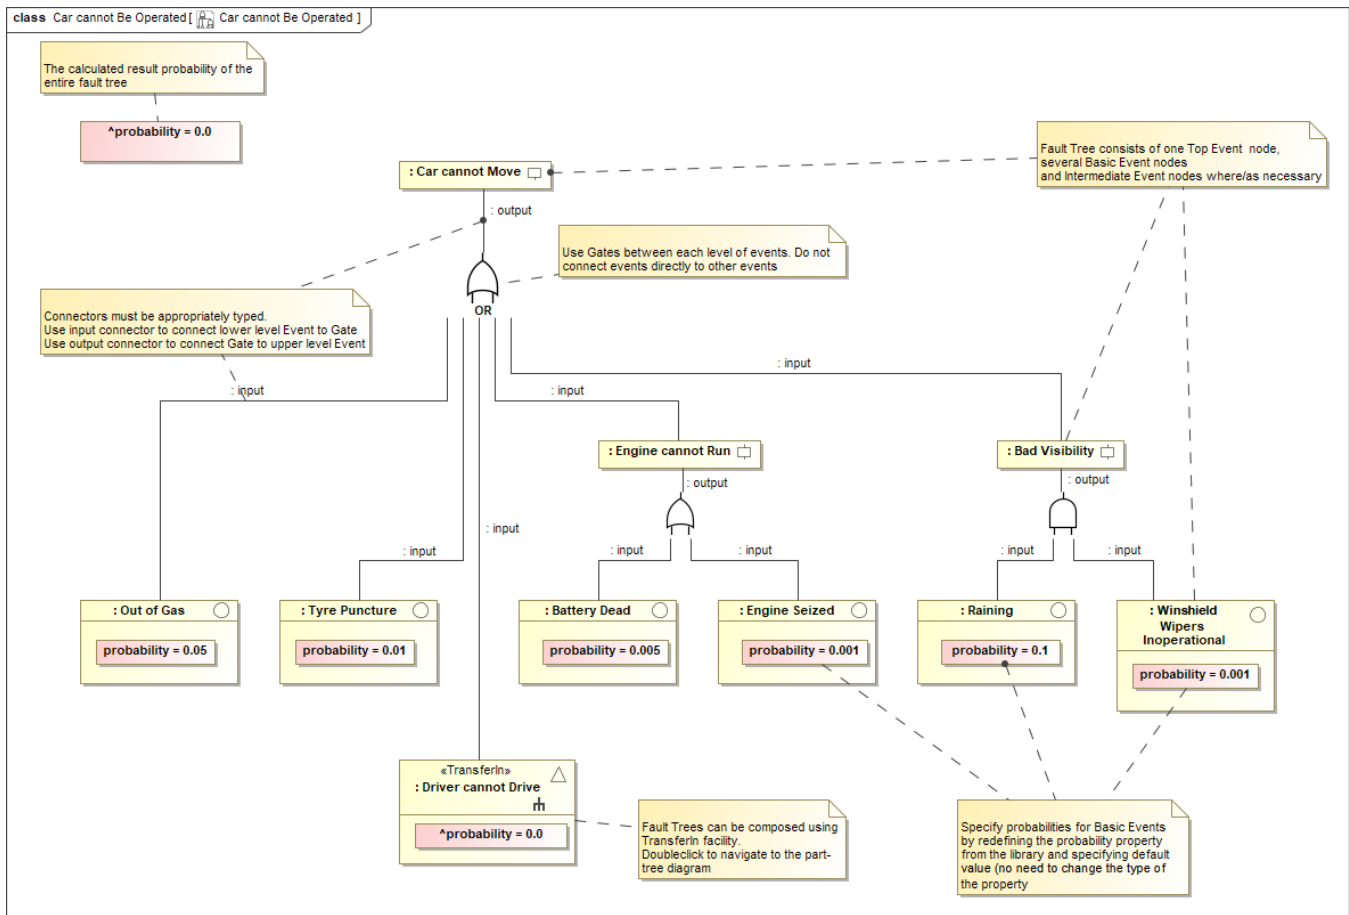 class Car cannot Be Operated [ Car cannot Be Operated ]
The calculated result probability of the
entire fault tree
^probability = 0.0
Fault Tree consists of one Top Event node,
several Basic Event nodes
and Intermediate Event nodes where/as necessary
: Car cannot Move
: output
Use Gates between each level of events. Do not
connect events directly to other events
OR
Connectors must be appropriately typed.
Use input connector to connect lower level Event to Gate
Use output connector to connect Gate to upper level Event
: input
: input
: input
: Engine cannot Run
: Bad Visibility
: output
: output
: input
: input
: input
: input
: input
: input
: Out of Gas
probability = 0.05
: Tyre Puncture
probability = 0.01
: Battery Dead
probability = 0.005
: Engine Seized
probability = 0.001
: Raining
probability = 0.1
: Winshield
Wipers
Inoperational
probability = 0.001
«TransferIn»
: Driver cannot Drive
^probability = 0.0
Fault Trees can be composed using
TransferIn facility.
Doubleclick to navigate to the part-
tree diagram
Specify probabilities for Basic Events
by redefining the probability property
from the library and specifying default
value (no need to change the type of
the property